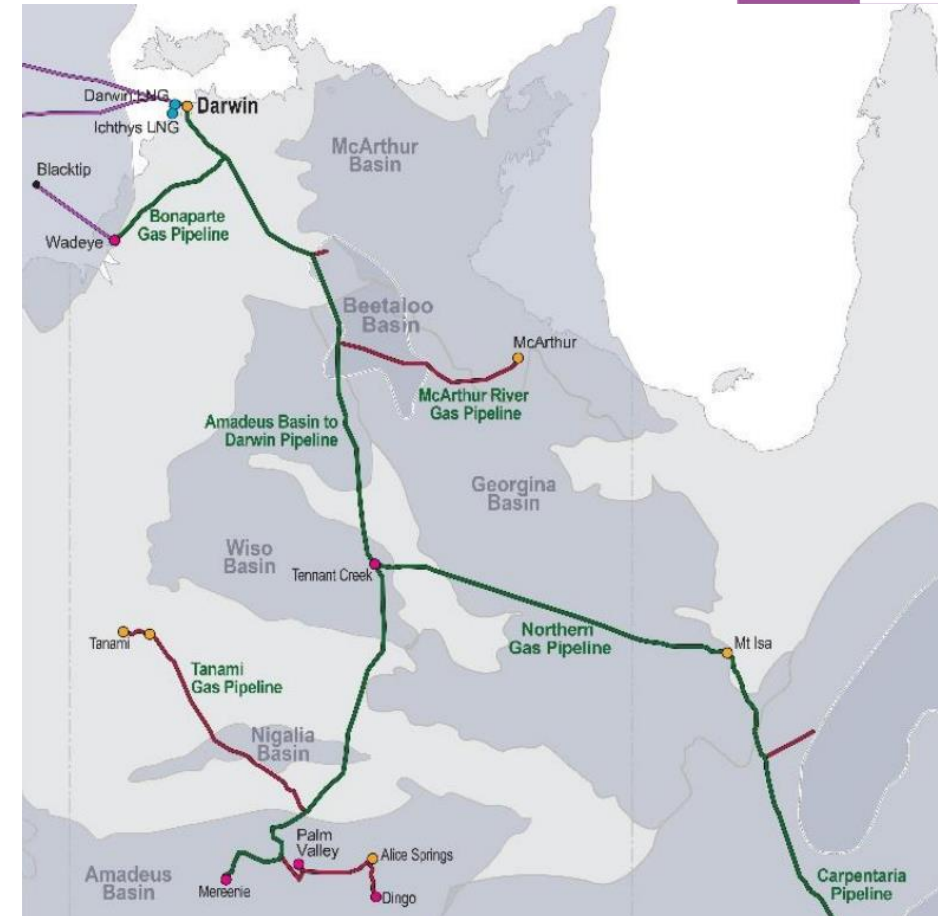 Darwin LNG
Darwin
Ichthys LNG
McArthur
Basin
Blacktip
Bonaparte
Gas Pipeline
Wadeye
Beetaloo
Basin
McArthur
McArthur River
Gas Pipeline
Amadeus Basin to
Darwin Pipeline
Georgina
Basin
Wiso
Basin
Tennant Creek
Northern
Gas Pipeline
Mt Isa
Tanami
Tanami
Gas Pipeline
Nigalia
Basin
Palm
Valley
Alice Springs
Amadeus
Basin
Mereenie
Dingo
Carpentaria
Pipeline